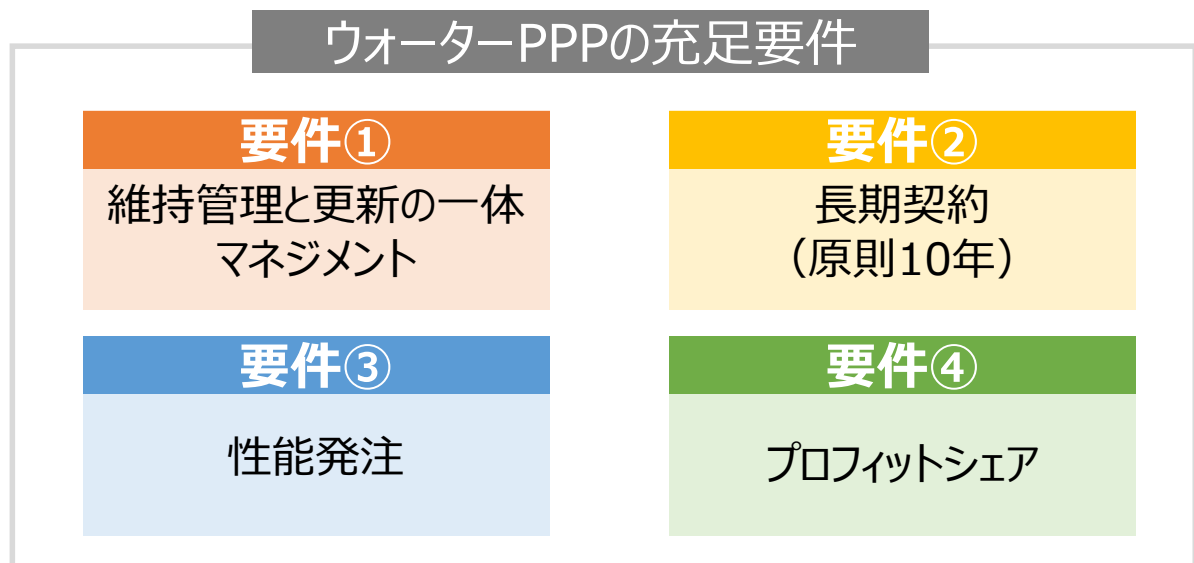 ウォーターPPPの充足要件
要件①
維持管理と更新の一体
マネジメント
要件②
長期契約
（原則10年）
要件③
性能発注
要件④
プロフィットシェア